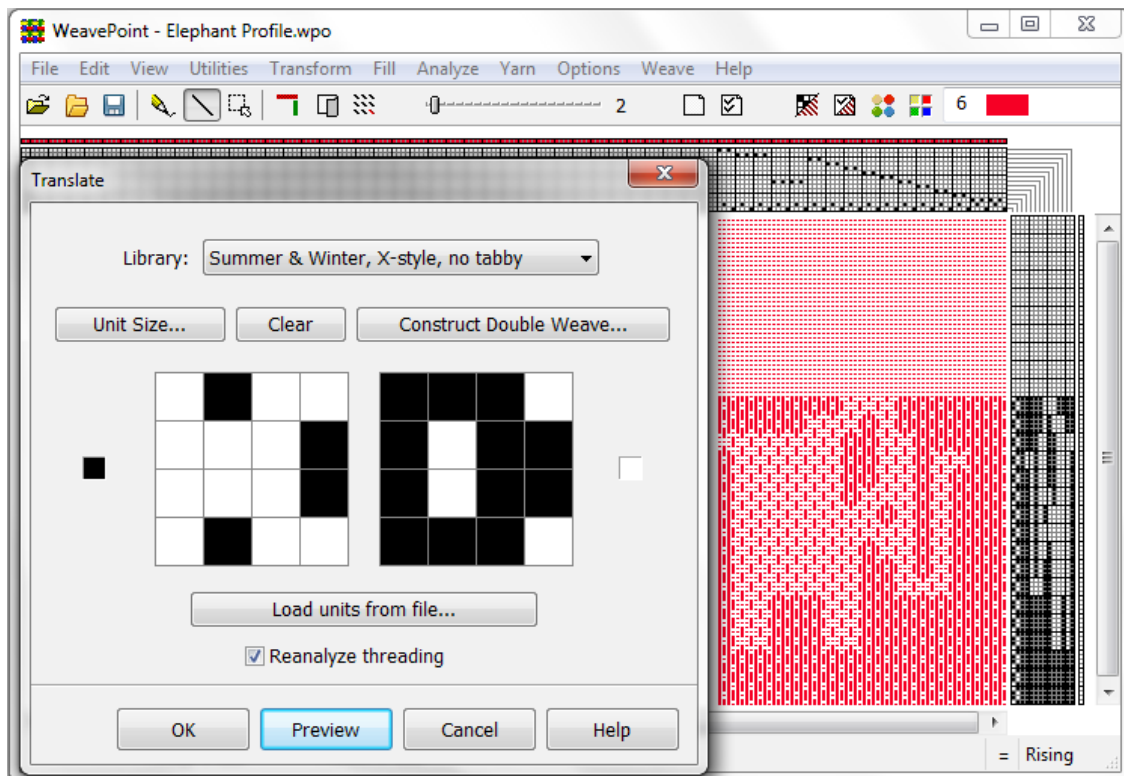 WeavePoint - Elephant Profile.wpo
File Edit View Utilities Transform Fill Analyze Yarn Options Weave Help
2 6
Translate
Library: Summer & Winter, X-style, no tabby
Unit Size... Clear Construct Double Weave...
Load units from file...
Reanalyze threading
OK Preview Cancel Help
= Rising